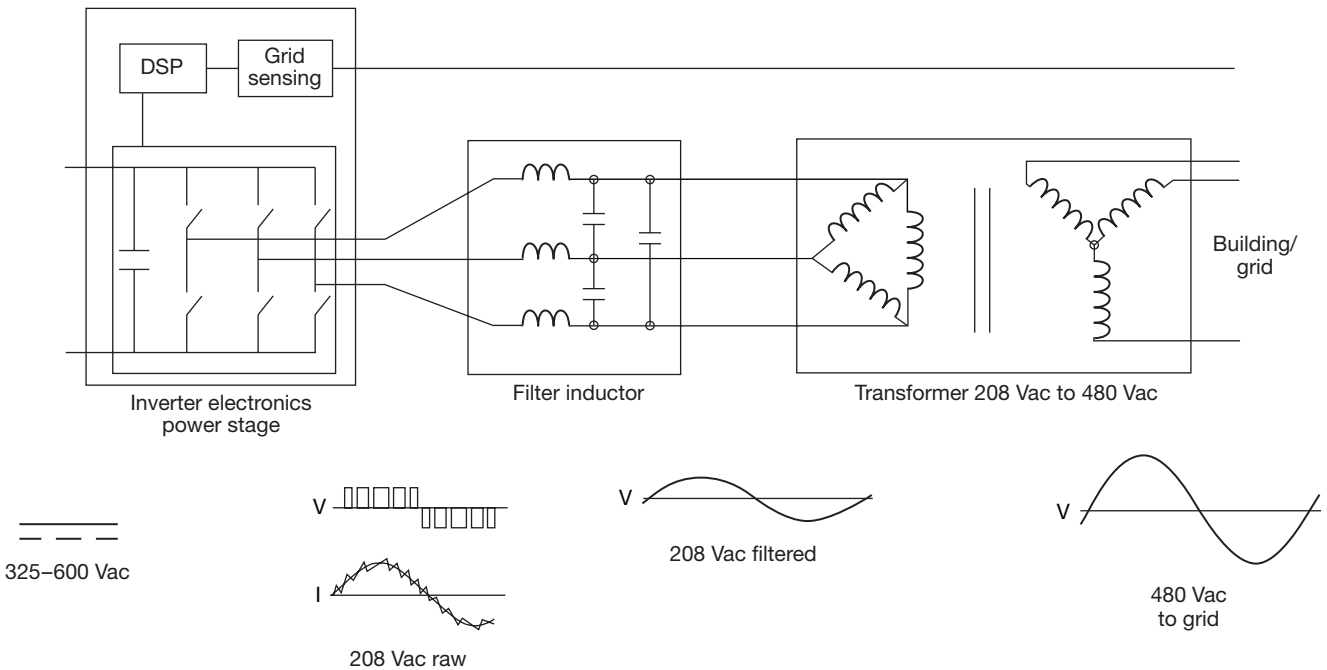 DSP
Grid
sensing
Building/
grid
Inverter electronics
power stage
Filter inductor
Transformer 208 Vac to 480 Vac
325–600 Vac
V
I
208 Vac raw
V
208 Vac filtered
V
480 Vac
to grid